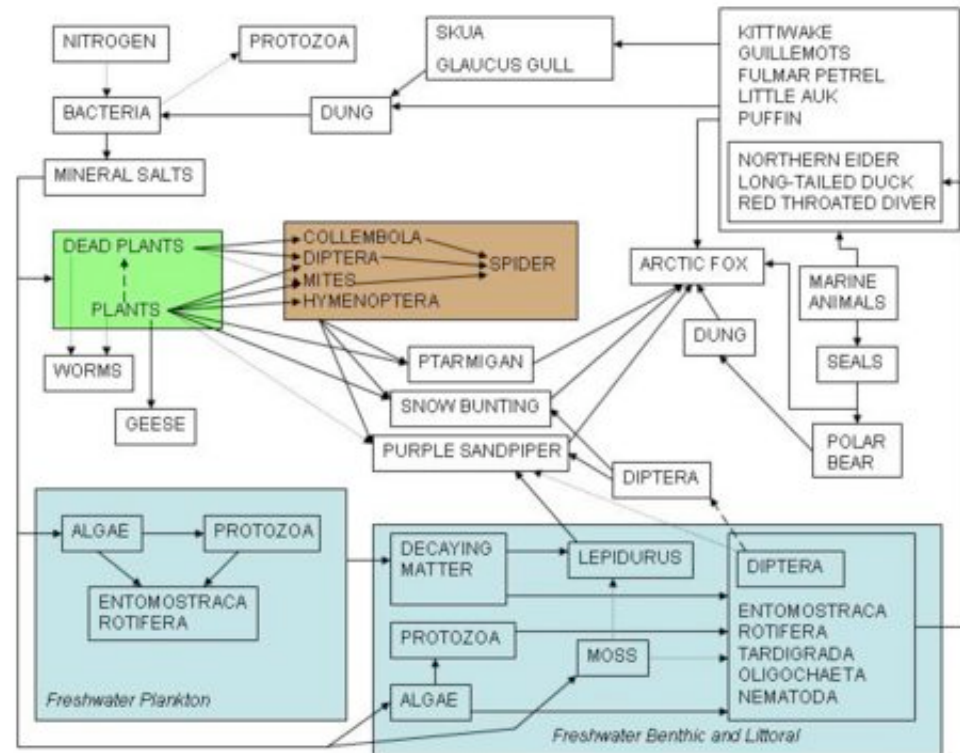 NITROGEN
PROTOZOA
SKUA
GLAUCUS GULL
KITTIWAKE
GUILLEMOTS
FULMAR PETREL
LITTLE AUK
PUFFIN
BACTERIA
DUNG
MINERAL SALTS
NORTHERN EIDER
LONG-TAILED DUCK
RED THROATED DIVER
DEAD PLANTS
PLANTS
COLLEMBOLA
DIPTERA
MITES
HYMENOPTERA
SPIDER
ARCTIC FOX
MARINE
ANIMALS
DUNG
SEALS
POLAR
BEAR
WORMS
GEESE
PTARMIGAN
SNOW BUNTING
PURPLE SANDPIPER
DIPTERA
ALGAE
PROTOZOA
ENTOMOSTRACA
ROTIFERA
Freshwater Plankton
DECAYING
MATTER
LEPIDURUS
DIPTERA
PROTOZOA
MOSS
ALGAE
ENTOMOSTRACA
ROTIFERA
TARDIGRADA
OLIGOCHAETA
NEMATODA
Freshwater Benthic and Littoral